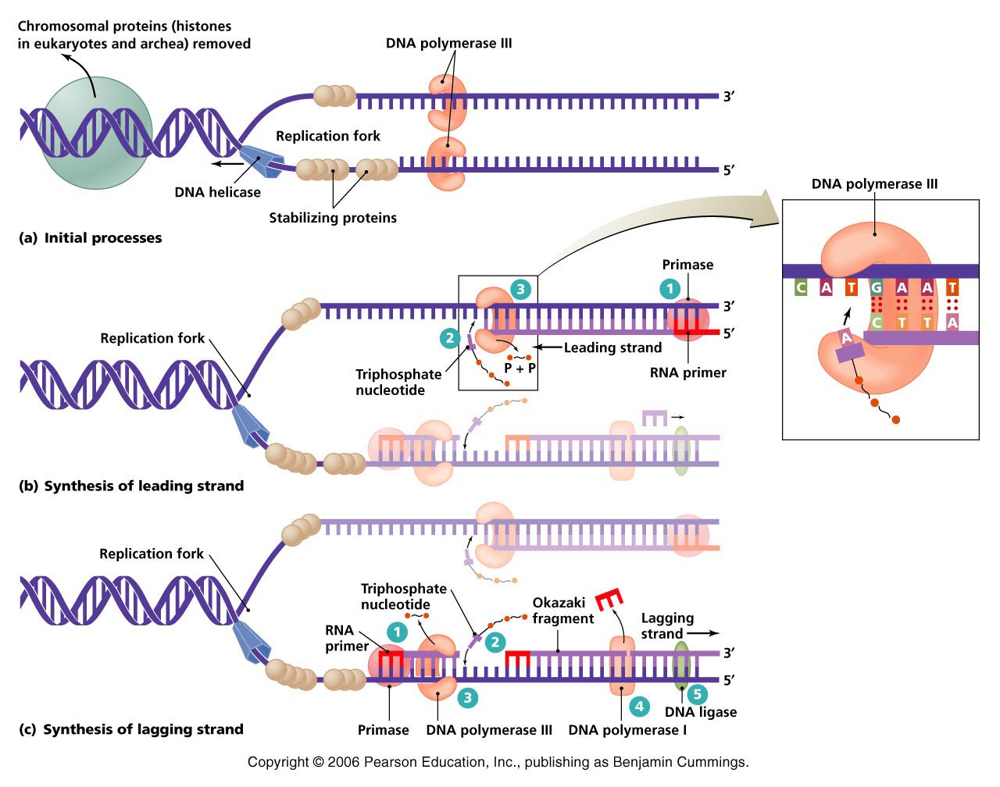 Chromosomal proteins (histones
in eukaryotes and archea) removed
DNA polymerase III
3′
Replication fork
5′
DNA helicase
Stabilizing proteins
(a) Initial processes
DNA polymerase III
C A T G A A T
C T T A
A
Primase
3
1
3′
5′
Replication fork
2
Leading strand
Triphosphate
nucleotide
P + P
RNA primer
(b) Synthesis of leading strand
Replication fork
Triphosphate
nucleotide
Okazaki
fragment
Lagging
strand
RNA
primer
1
2
3′
5′
3
4
5
DNA ligase
Primase
DNA polymerase III
DNA polymerase I
(c) Synthesis of lagging strand
Copyright © 2006 Pearson Education, Inc., publishing as Benjamin Cummings.